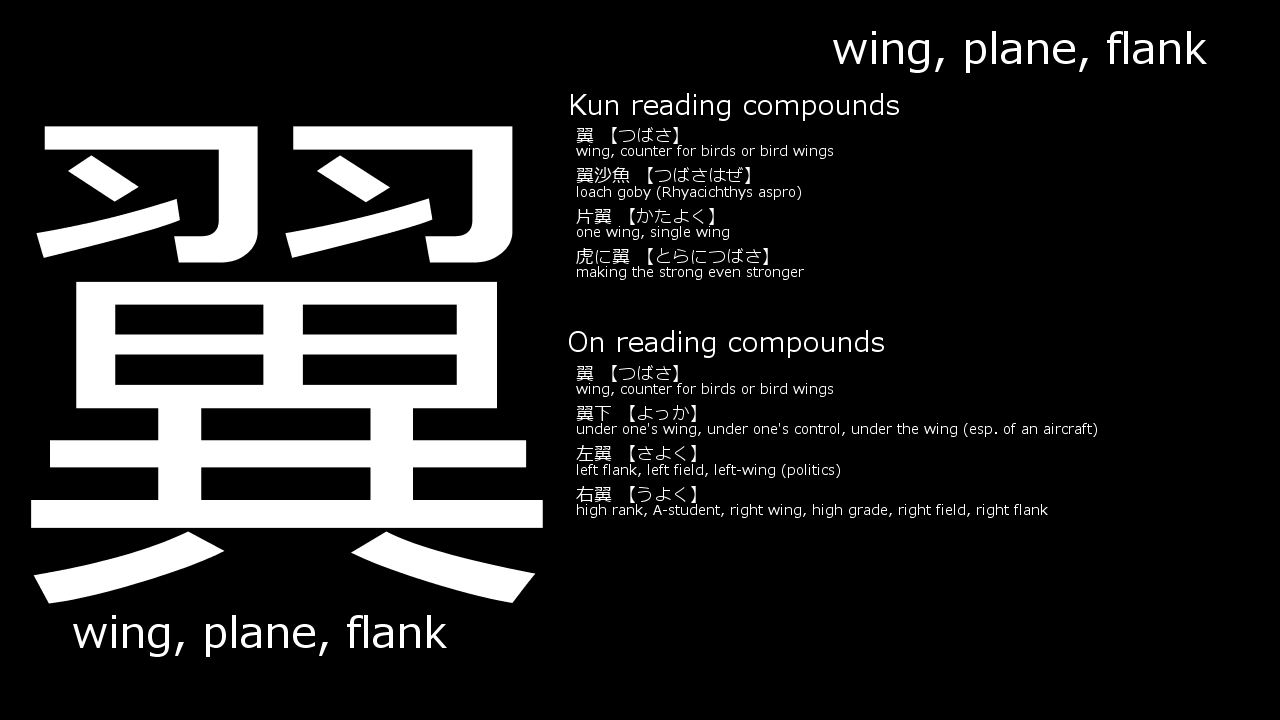 wing, plane, flank
翼
wing, plane, flank
Kun reading compounds
翼 【つばさ】
wing, counter for birds or bird wings
翼沙魚 【つばさはぜ】
loach goby (Rhyacichthys aspro)
片翼 【かたよく】
one wing, single wing
虎に翼 【とらにつばさ】
making the strong even stronger
On reading compounds
翼 【つばさ】
wing, counter for birds or bird wings
翼下 【よっか】
under one's wing, under one's control, under the wing (esp. of an aircraft)
左翼 【さよく】
left flank, left field, left-wing (politics)
右翼 【うよく】
high rank, A-student, right wing, high grade, right field, right flank